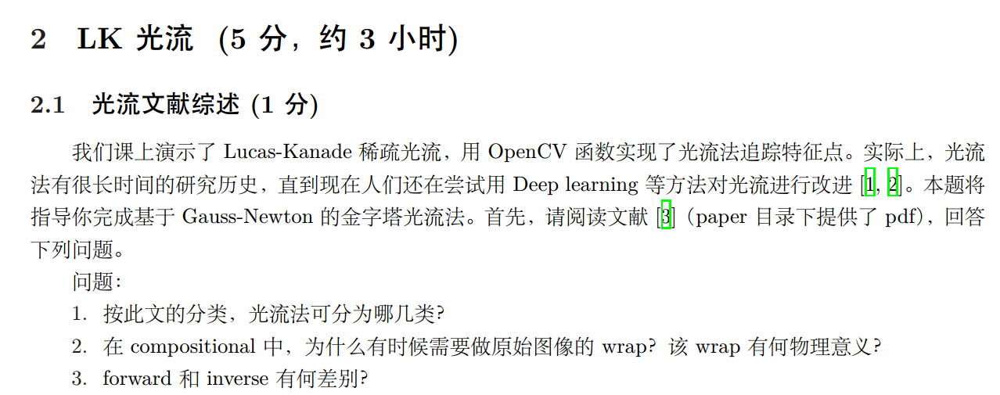 2 LK 光流 (5 分，约 3 小时)
2.1 光流文献综述 (1 分)
我们课上演示了 Lucas-Kanade 稀疏光流，用 OpenCV 函数实现了光流法追踪特征点。实际上，光流
法有很长时间的研究历史，直到现在人们还在尝试用 Deep learning 等方法对光流进行改进 [1, 2]。本题将
指导你完成基于 Gauss-Newton 的金字塔光流法。首先，请阅读文献 [3]（paper 目录下提供了 pdf），回答
下列问题。
问题：
1. 按此文的分类，光流法可分为哪几类？
2. 在 compositional 中，为什么有时候需要做原始图像的 wrap？该 wrap 有何物理意义？
3. forward 和 inverse 有何差别？